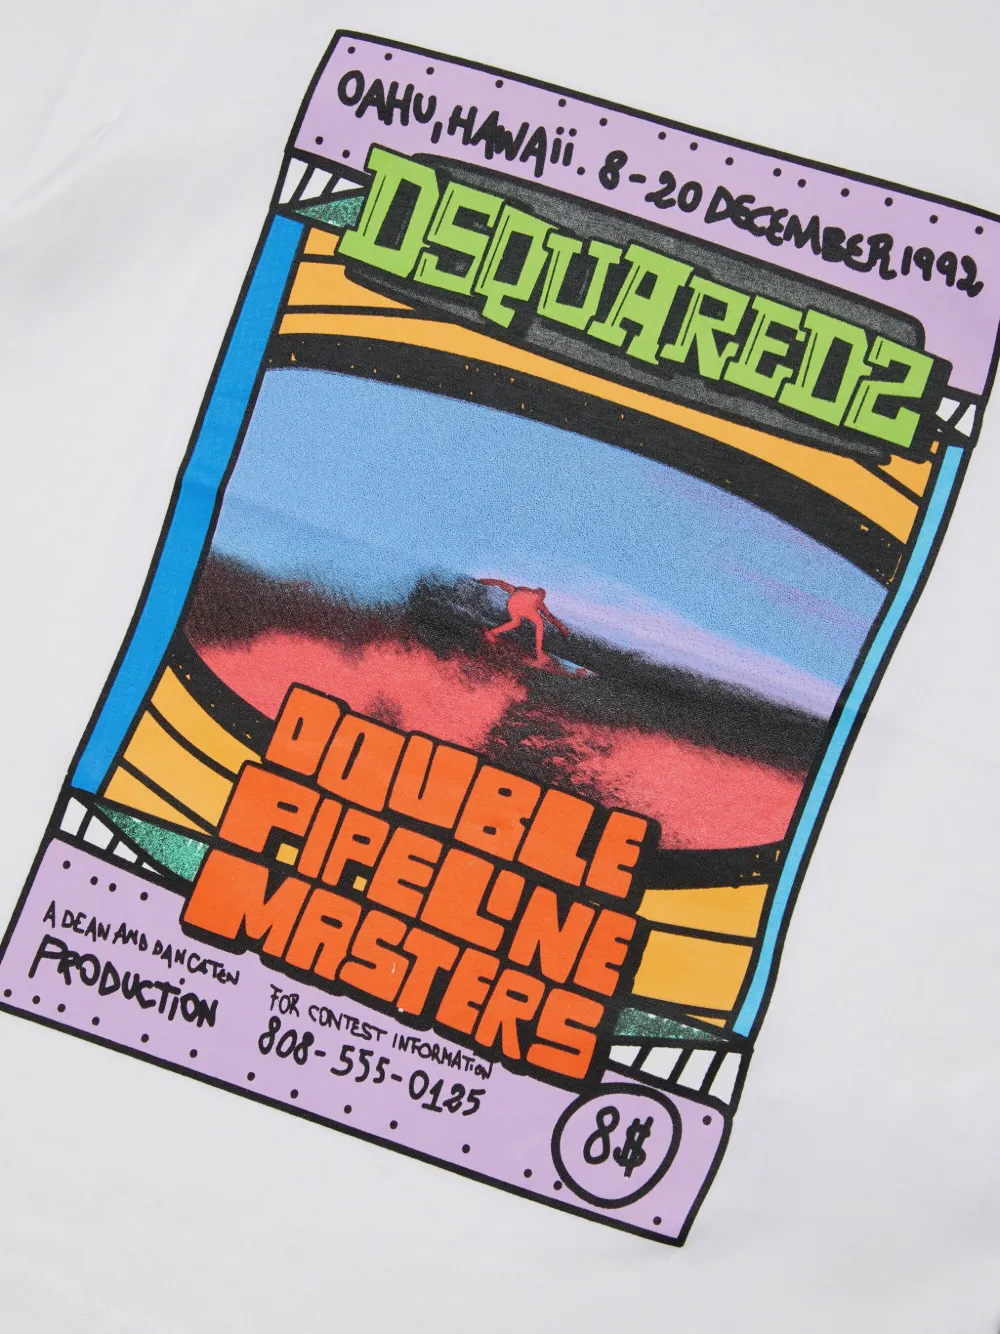 OAHU, HAWAii. 8-20 DECEMBER 1992
DSQUARED2
DOUBLE
PIPELINE
MASTERS
A DEAN AND DAN CATEN
PRODUCTiON
FOR CONTEST INFORMATiON
808-555-0125
8$